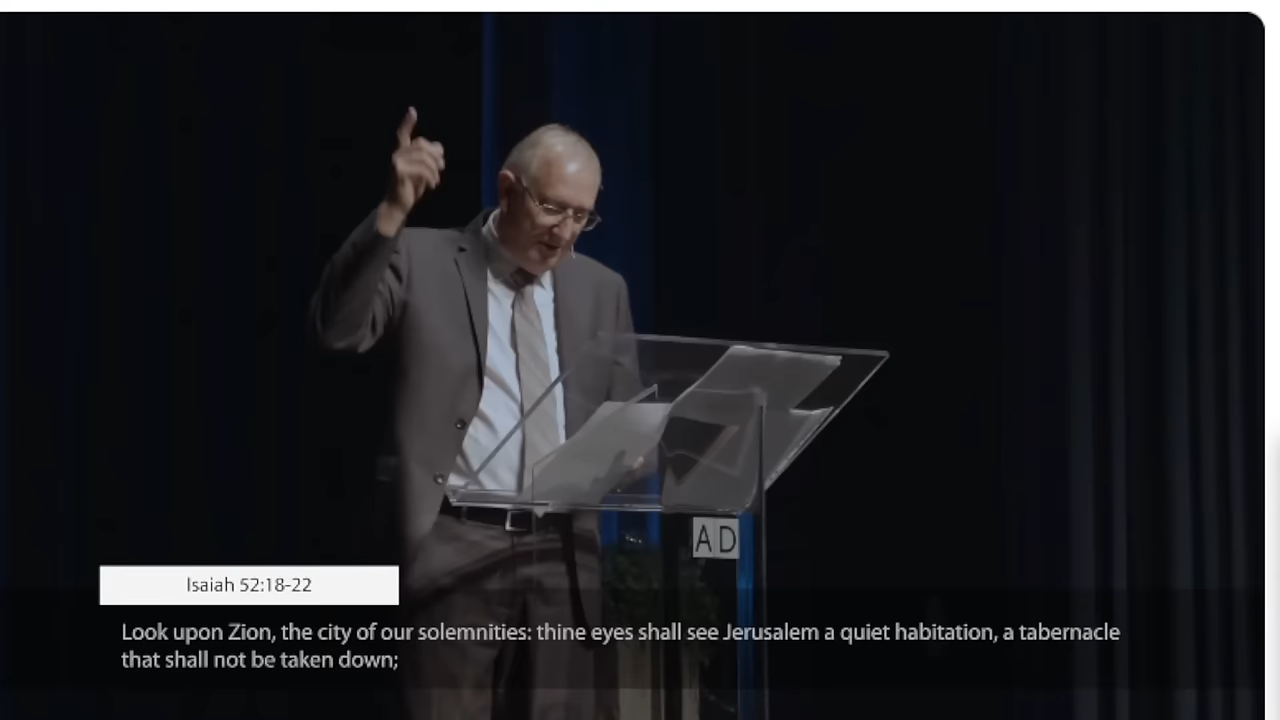 A D
Isaiah 52:18-22
Look upon Zion, the city of our solemnities: thine eyes shall see Jerusalem a quiet habitation, a tabernacle
that shall not be taken down;